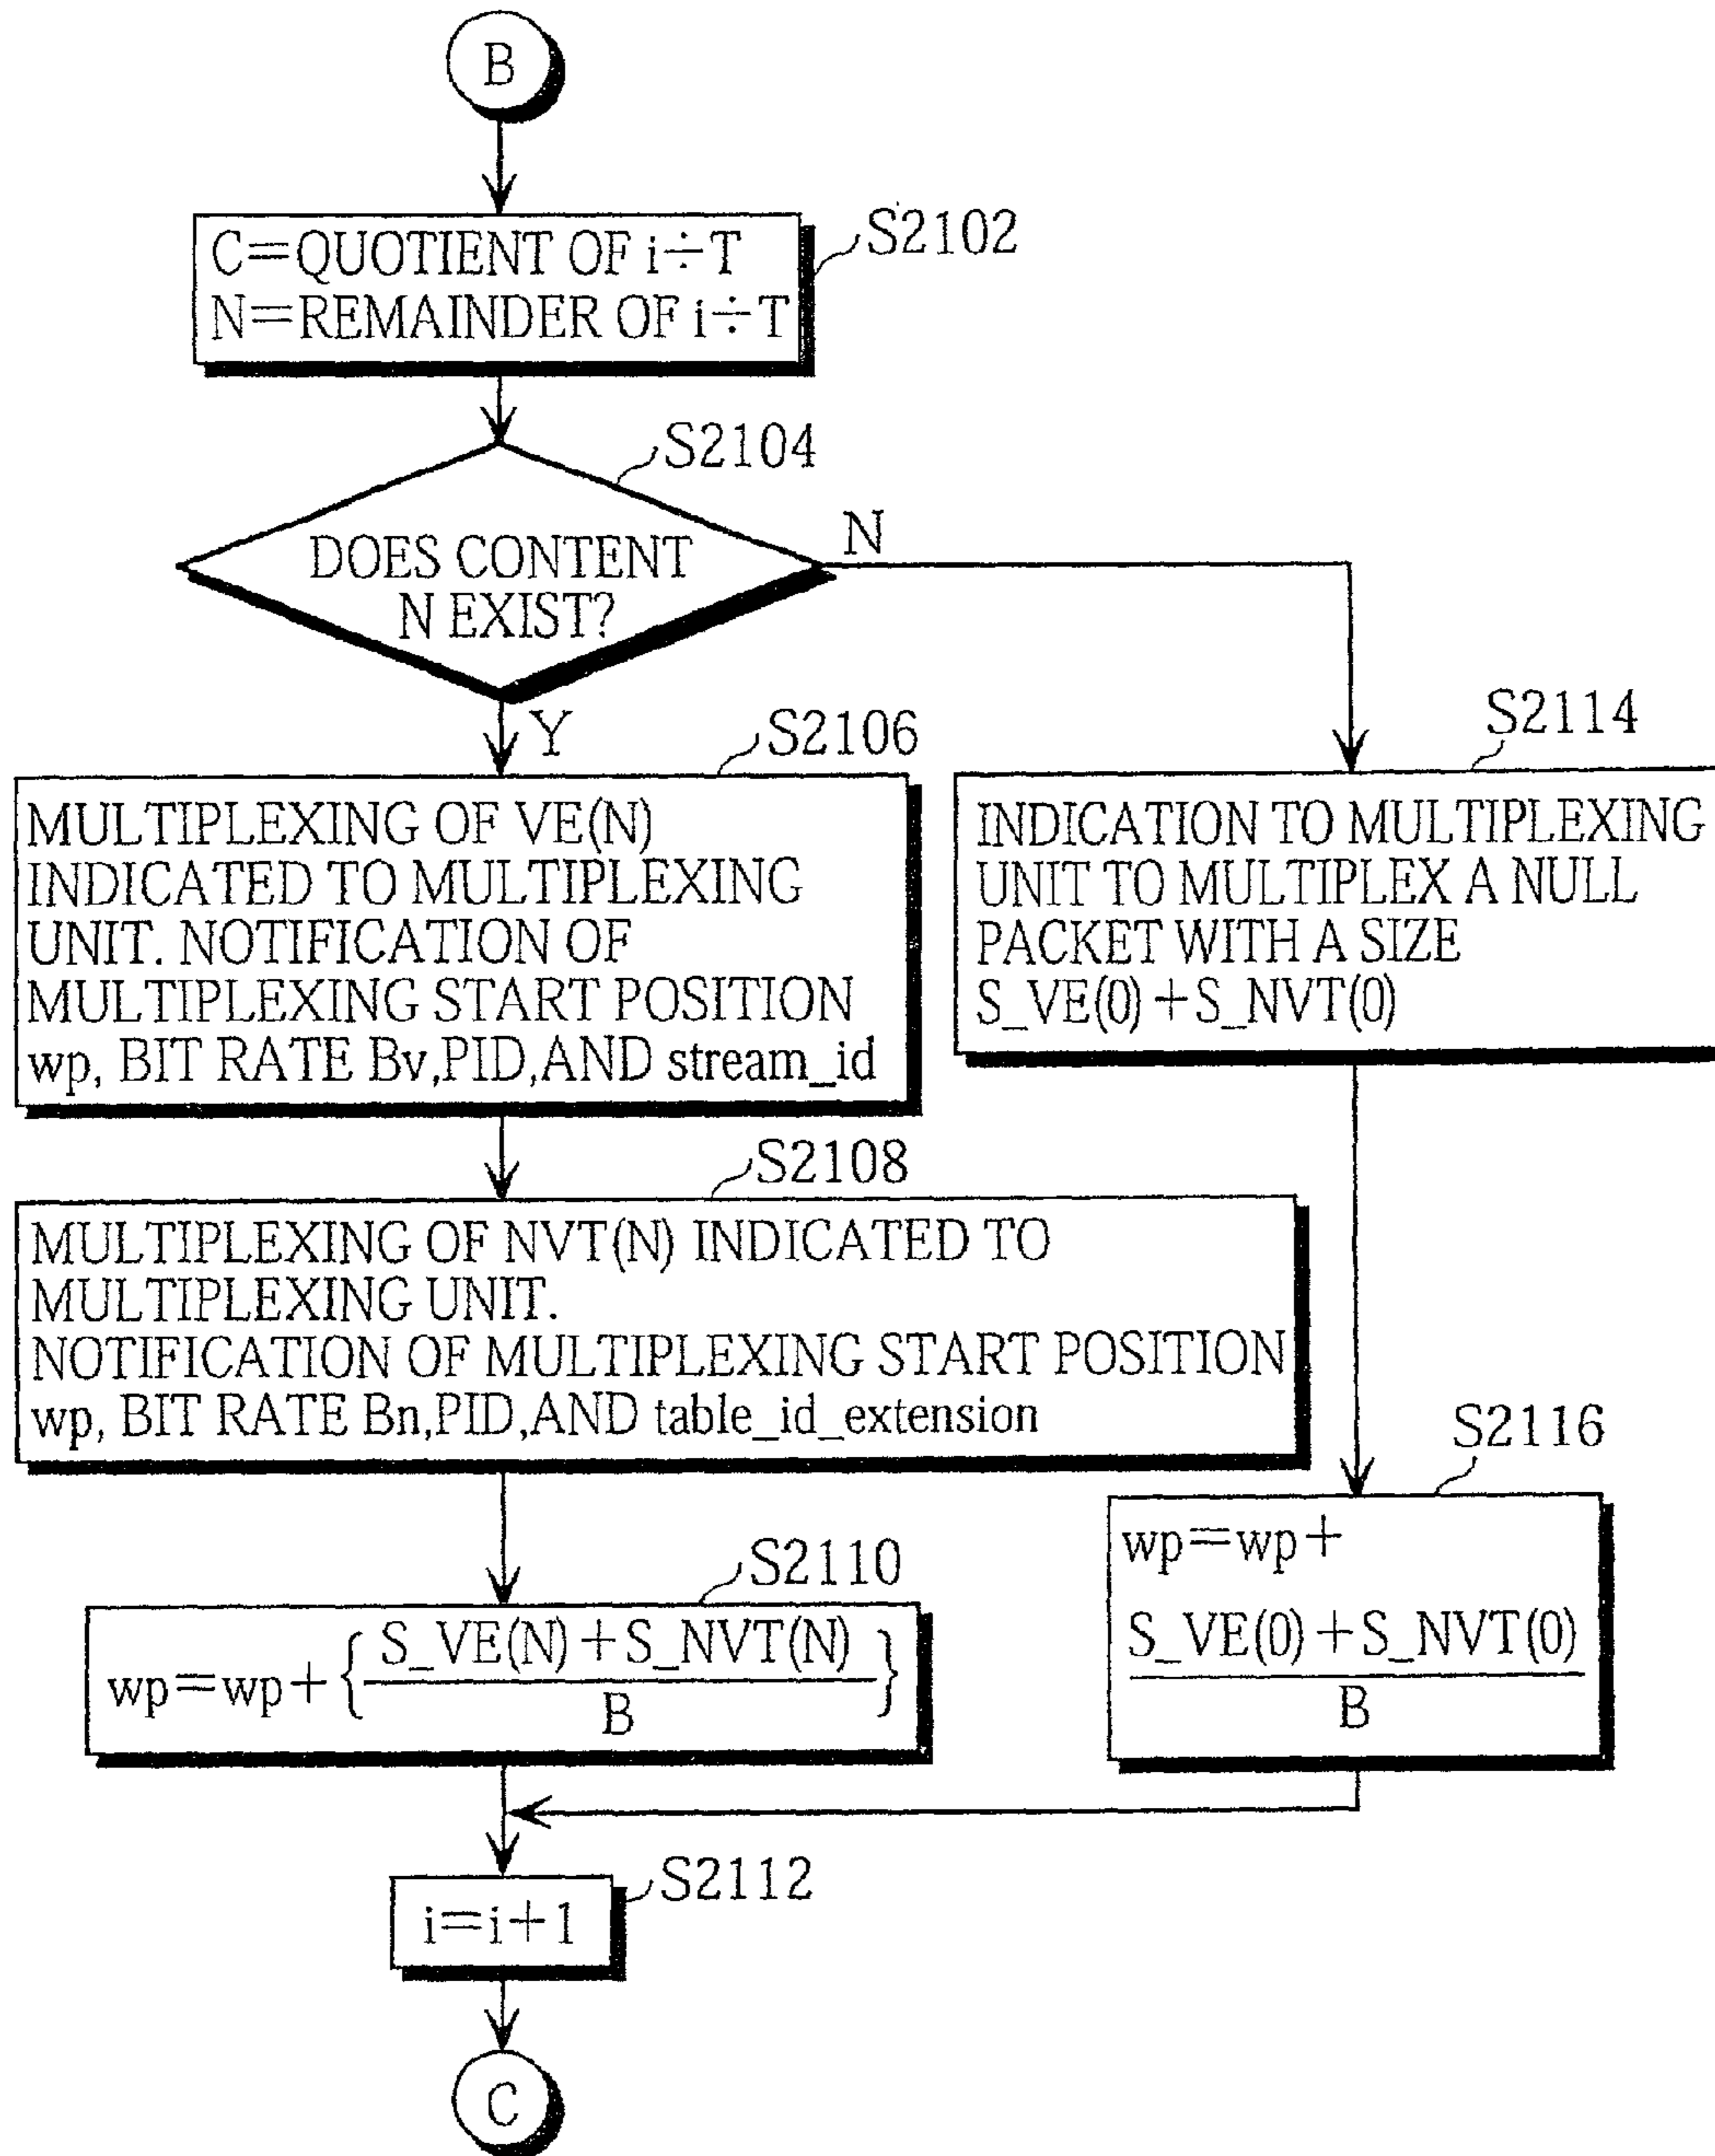 B
C=QUOTIENT OF i÷T
N=REMAINDER OF i÷T
S2102
S2104
DOES CONTENT
N EXIST?
N
Y
S2106
MULTIPLEXING OF VE(N)
INDICATED TO MULTIPLEXING
UNIT. NOTIFICATION OF
MULTIPLEXING START POSITION
wp, BIT RATE Bv,PID,AND stream_id
S2114
INDICATION TO MULTIPLEXING
UNIT TO MULTIPLEX A NULL
PACKET WITH A SIZE
S_VE(0)+S_NVT(0)
S2108
MULTIPLEXING OF NVT(N) INDICATED TO
MULTIPLEXING UNIT.
NOTIFICATION OF MULTIPLEXING START POSITION
wp, BIT RATE Bn,PID,AND table_id_extension
S2110
wp=wp+{S_VE(N)+S_NVT(N)
B}
S2116
wp=wp+
S_VE(0)+S_NVT(0)
B
S2112
i=i+1
C